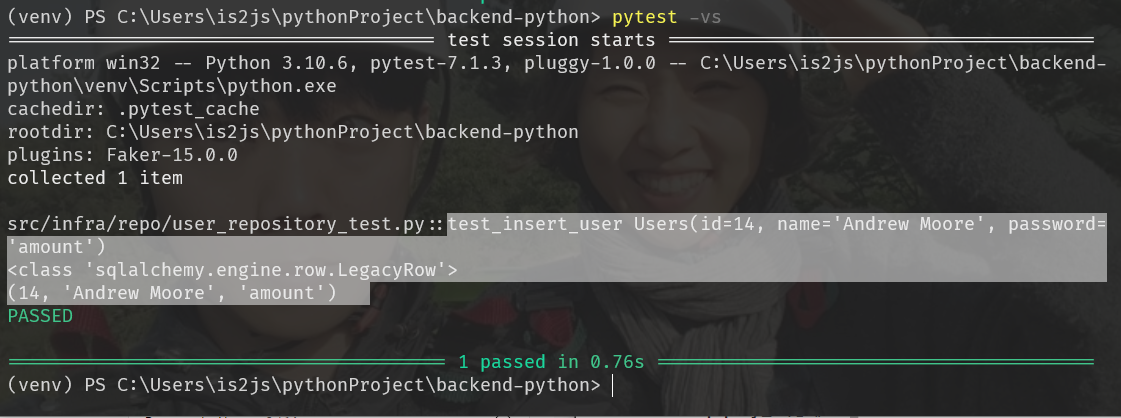 (venv) PS C:\Users\is2js\pythonProject\backend-python> pytest -vs
============================ test session starts ============================
platform win32 -- Python 3.10.6, pytest-7.1.3, pluggy-1.0.0 -- C:\Users\is2js\pythonProject\backend-
python\venv\Scripts\python.exe
cachedir: .pytest_cache
rootdir: C:\Users\is2js\pythonProject\backend-python
plugins: Faker-15.0.0
collected 1 item
src/infra/repo/user_repository_test.py::test_insert_user Users(id=14, name='Andrew Moore', password=
'amount')
<class 'sqlalchemy.engine.row.LegacyRow'>
(14, 'Andrew Moore', 'amount')
PASSED
============================ 1 passed in 0.76s ============================
(venv) PS C:\Users\is2js\pythonProject\backend-python>